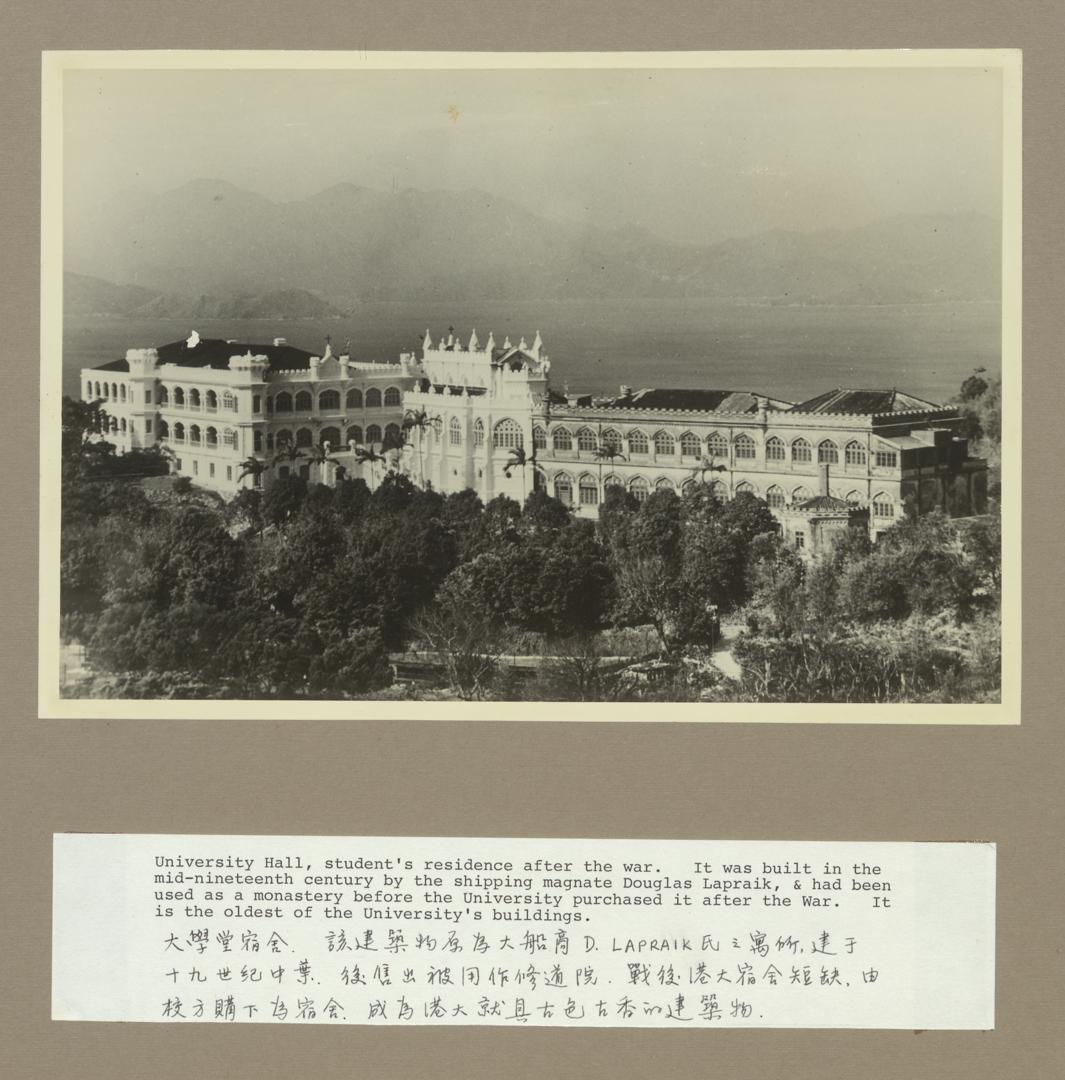 University Hall, student's residence after the war. It was built in the
mid-nineteenth century by the shipping magnate Douglas Lapraik, & had been
used as a monastery before the University purchased it after the War. It
is the oldest of the University's buildings.
大學堂宿舍. 該建築物原為大船商 D. LAPRAIK 氏之寓所, 建于
十九世纪中葉. 後售出被用作修道院. 戰後港大宿舍短缺, 由
校方購下為宿舍. 成為港大就具古色古香的建築物.